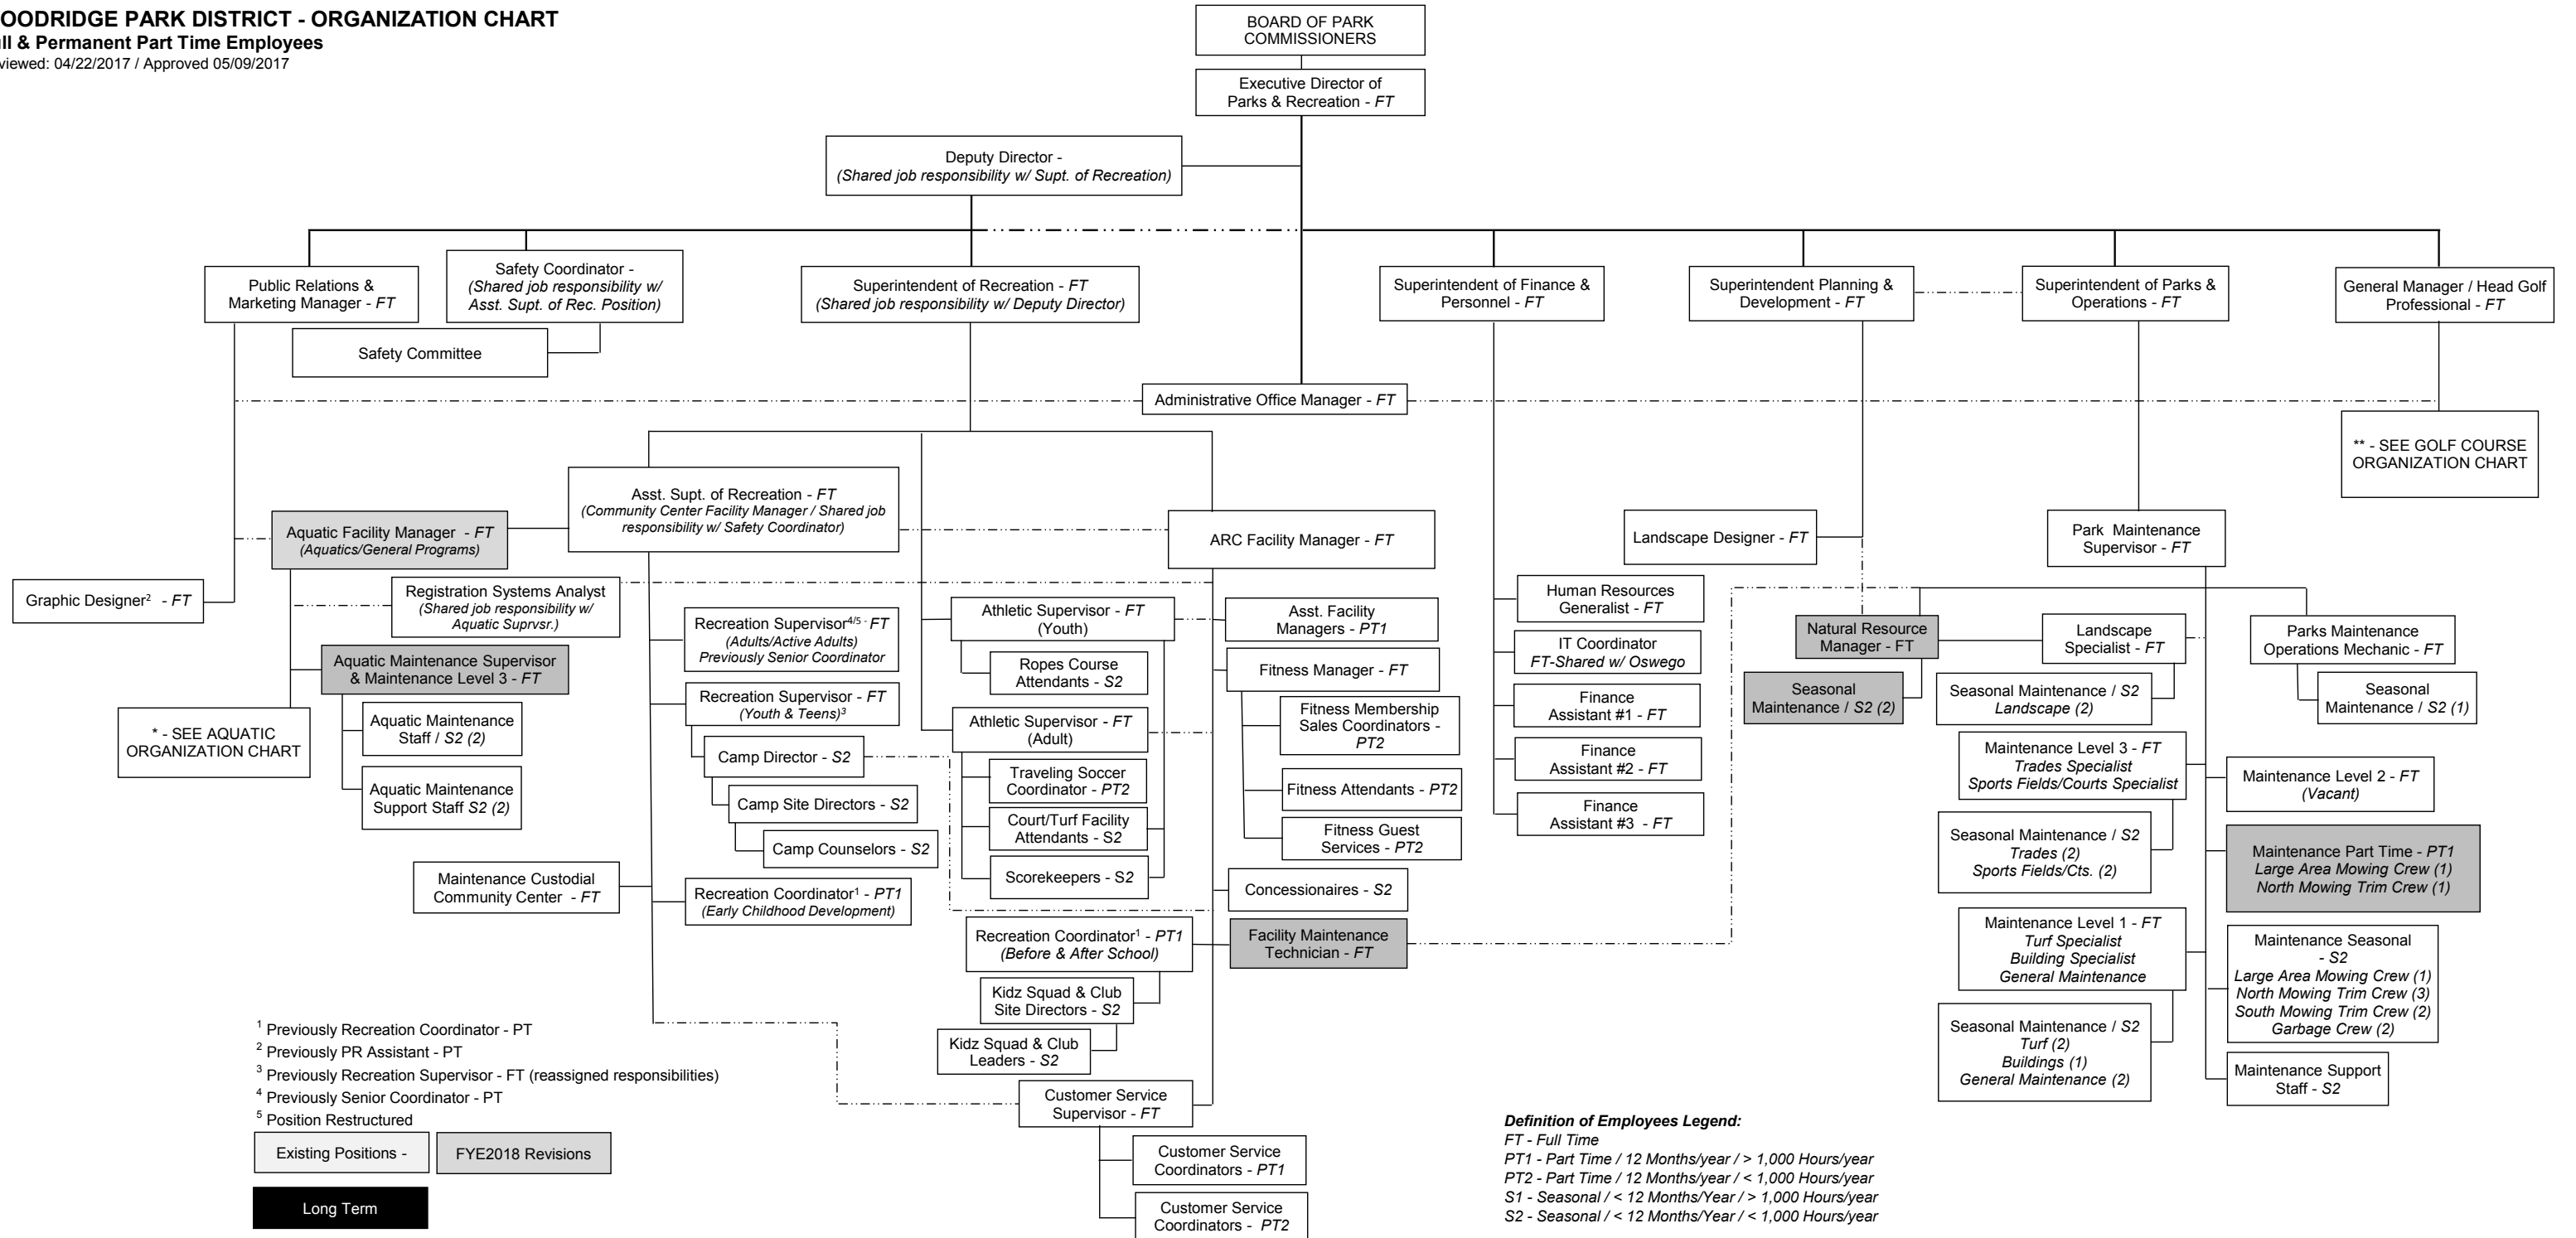 OODRIDGE PARK DISTRICT - ORGANIZATION CHART
ll & Permanent Part Time Employees
viewed: 04/22/2017 / Approved 05/09/2017
BOARD OF PARK
COMMISSIONERS
Executive Director of
Parks & Recreation - FT
Deputy Director -
(Shared job responsibility w/ Supt. of Recreation)
Public Relations &
Marketing Manager - FT
Safety Coordinator -
(Shared job responsibility w/
Asst. Supt. of Rec. Position)
Safety Committee
Superintendent of Recreation - FT
(Shared job responsibility w/ Deputy Director)
Superintendent of Finance &
Personnel - FT
Superintendent Planning &
Development - FT
Superintendent of Parks &
Operations - FT
General Manager / Head Golf
Professional - FT
Administrative Office Manager - FT
** - SEE GOLF COURSE
ORGANIZATION CHART
Asst. Supt. of Recreation - FT
(Community Center Facility Manager / Shared job
responsibility w/ Safety Coordinator)
Aquatic Facility Manager - FT
(Aquatics/General Programs)
ARC Facility Manager - FT
Landscape Designer - FT
Park Maintenance
Supervisor - FT
Graphic Designer² - FT
Registration Systems Analyst
(Shared job responsibility w/
Aquatic Suprvsr.)
Aquatic Maintenance Supervisor
& Maintenance Level 3 - FT
* - SEE AQUATIC
ORGANIZATION CHART
Aquatic Maintenance
Staff / S2 (2)
Aquatic Maintenance
Support Staff S2 (2)
Recreation Supervisor⁴ᐟ⁵ - FT
(Adults/Active Adults)
Previously Senior Coordinator
Recreation Supervisor - FT
(Youth & Teens)³
Camp Director - S2
Camp Site Directors - S2
Camp Counselors - S2
Maintenance Custodial
Community Center - FT
Recreation Coordinator¹ - PT1
(Early Childhood Development)
Athletic Supervisor - FT
(Youth)
Ropes Course
Attendants - S2
Athletic Supervisor - FT
(Adult)
Traveling Soccer
Coordinator - PT2
Court/Turf Facility
Attendants - S2
Scorekeepers - S2
Recreation Coordinator¹ - PT1
(Before & After School)
Kidz Squad & Club
Site Directors - S2
Kidz Squad & Club
Leaders - S2
Customer Service
Supervisor - FT
Customer Service
Coordinators - PT1
Customer Service
Coordinators - PT2
Asst. Facility
Managers - PT1
Fitness Manager - FT
Fitness Membership
Sales Coordinators -
PT2
Fitness Attendants - PT2
Fitness Guest
Services - PT2
Concessionaires - S2
Facility Maintenance
Technician - FT
Human Resources
Generalist - FT
IT Coordinator
FT-Shared w/ Oswego
Finance
Assistant #1 - FT
Finance
Assistant #2 - FT
Finance
Assistant #3 - FT
Natural Resource
Manager - FT
Seasonal
Maintenance / S2 (2)
Landscape
Specialist - FT
Seasonal Maintenance / S2
Landscape (2)
Parks Maintenance
Operations Mechanic - FT
Seasonal
Maintenance / S2 (1)
Maintenance Level 3 - FT
Trades Specialist
Sports Fields/Courts Specialist
Seasonal Maintenance / S2
Trades (2)
Sports Fields/Cts. (2)
Maintenance Level 1 - FT
Turf Specialist
Building Specialist
General Maintenance
Seasonal Maintenance / S2
Turf (2)
Buildings (1)
General Maintenance (2)
Maintenance Level 2 - FT
(Vacant)
Maintenance Part Time - PT1
Large Area Mowing Crew (1)
North Mowing Trim Crew (1)
Maintenance Seasonal
- S2
Large Area Mowing Crew (1)
North Mowing Trim Crew (3)
South Mowing Trim Crew (2)
Garbage Crew (2)
Maintenance Support
Staff - S2
¹ Previously Recreation Coordinator - PT
² Previously PR Assistant - PT
³ Previously Recreation Supervisor - FT (reassigned responsibilities)
⁴ Previously Senior Coordinator - PT
⁵ Position Restructured
Existing Positions -
FYE2018 Revisions
Long Term
Definition of Employees Legend:
FT - Full Time
PT1 - Part Time / 12 Months/year / > 1,000 Hours/year
PT2 - Part Time / 12 Months/year / < 1,000 Hours/year
S1 - Seasonal / < 12 Months/Year / > 1,000 Hours/year
S2 - Seasonal / < 12 Months/Year / < 1,000 Hours/year